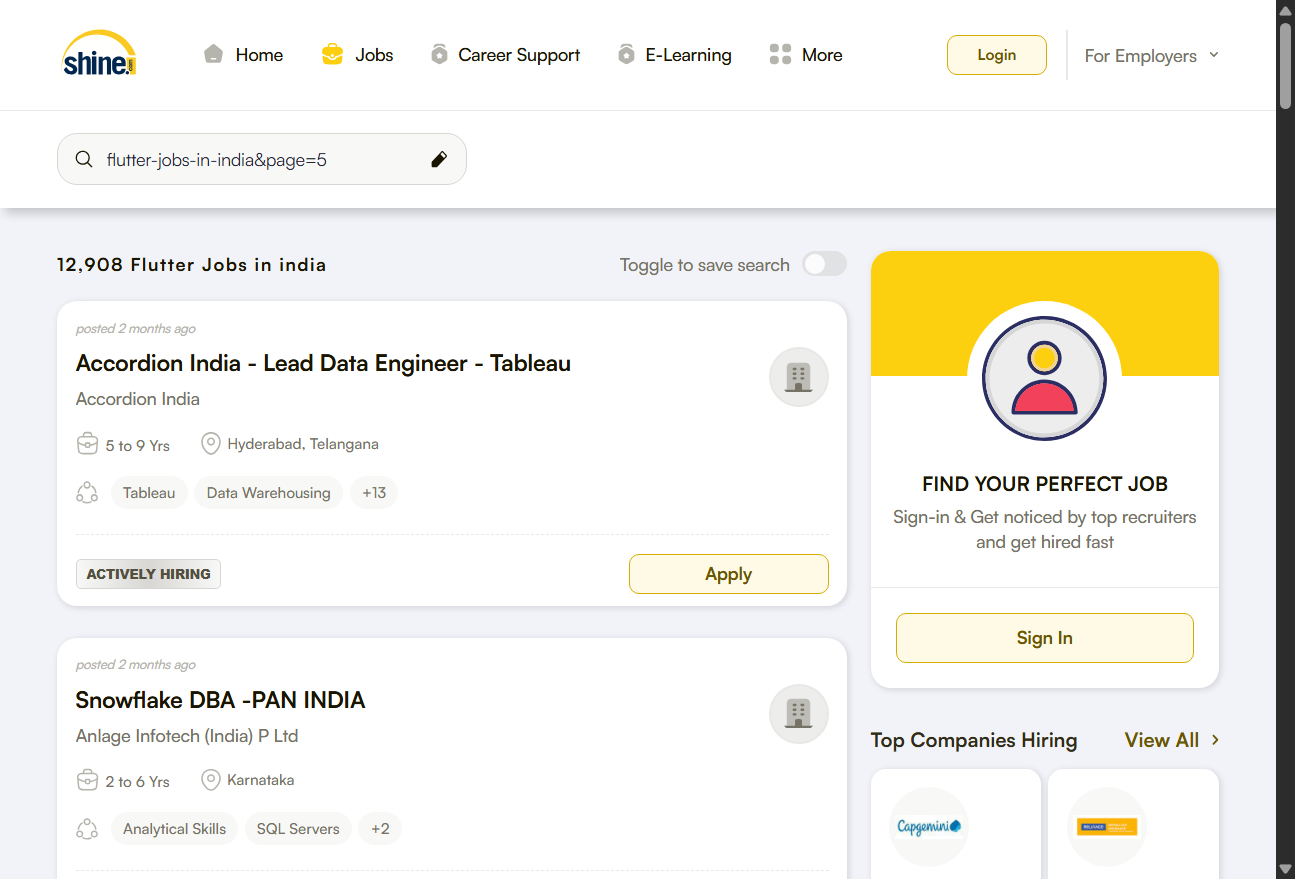 shine.com
Home
Jobs
Career Support
E-Learning
More
Login
For Employers
flutter-jobs-in-india&page=5
12,908 Flutter Jobs in india
Toggle to save search
posted 2 months ago
Accordion India - Lead Data Engineer - Tableau
Accordion India
5 to 9 Yrs
Hyderabad, Telangana
Tableau
Data Warehousing
+13
ACTIVELY HIRING
Apply
posted 2 months ago
Snowflake DBA -PAN INDIA
Anlage Infotech (India) P Ltd
2 to 6 Yrs
Karnataka
Analytical Skills
SQL Servers
+2
FIND YOUR PERFECT JOB
Sign-in & Get noticed by top recruiters
and get hired fast
Sign In
Top Companies Hiring
View All
Capgemini
RELIANCE